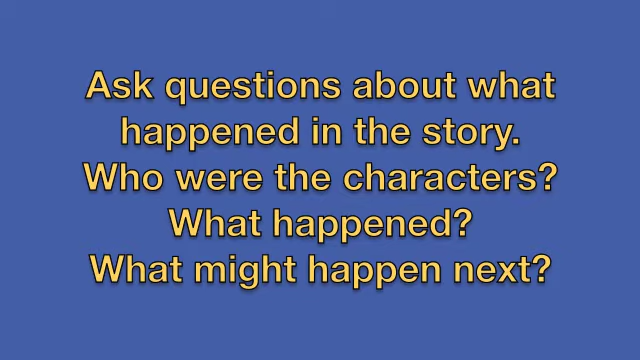 Ask questions about what
happened in the story.
Who were the characters?
What happened?
What might happen next?